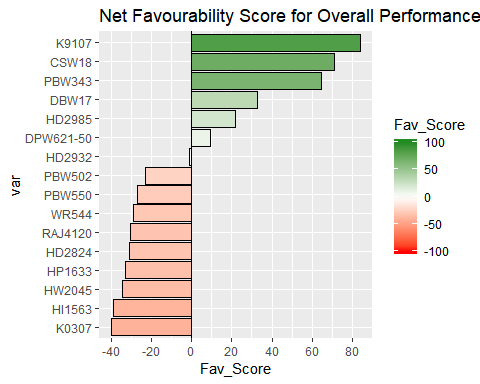 Net Favourability Score for Overall Performance
K9107
CSW18
PBW343
DBW17
HD2985
DPW621-50
HD2932
PBW502
PBW550
WR544
RAJ4120
HD2824
HP1633
HW2045
HI1563
K0307
var
-40 -20 0 20 40 60 80
Fav_Score
Fav_Score
100
50
0
-50
-100